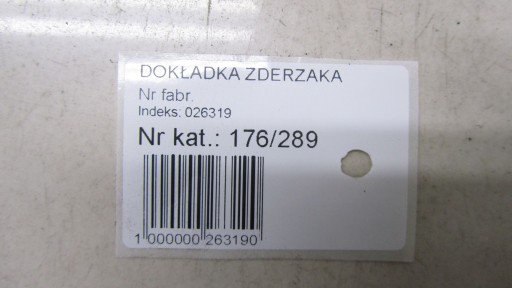 DOKŁADKA ZDERZAKA
Nr fabr.
Indeks: 026319
Nr kat.: 176/289
1 000000 263190